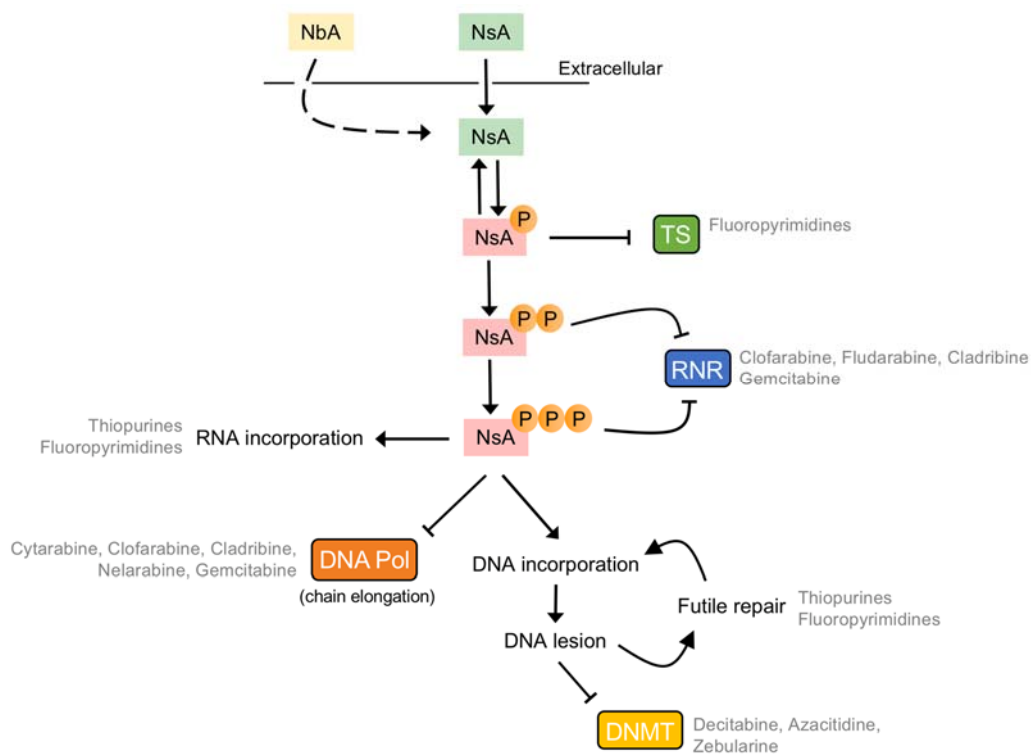 NbA
NsA
Extracellular
NsA
P
NsA
TS
Fluoropyrimidines
P P
NsA
RNR
Clofarabine, Fludarabine, Cladribine
Gemcitabine
P P P
NsA
Thiopurines
Fluoropyrimidines
RNA incorporation
Cytarabine, Clofarabine, Cladribine,
Nelarabine, Gemcitabine
DNA Pol
(chain elongation)
DNA incorporation
Futile repair
Thiopurines
Fluoropyrimidines
DNA lesion
DNMT
Decitabine, Azacitidine,
Zebularine